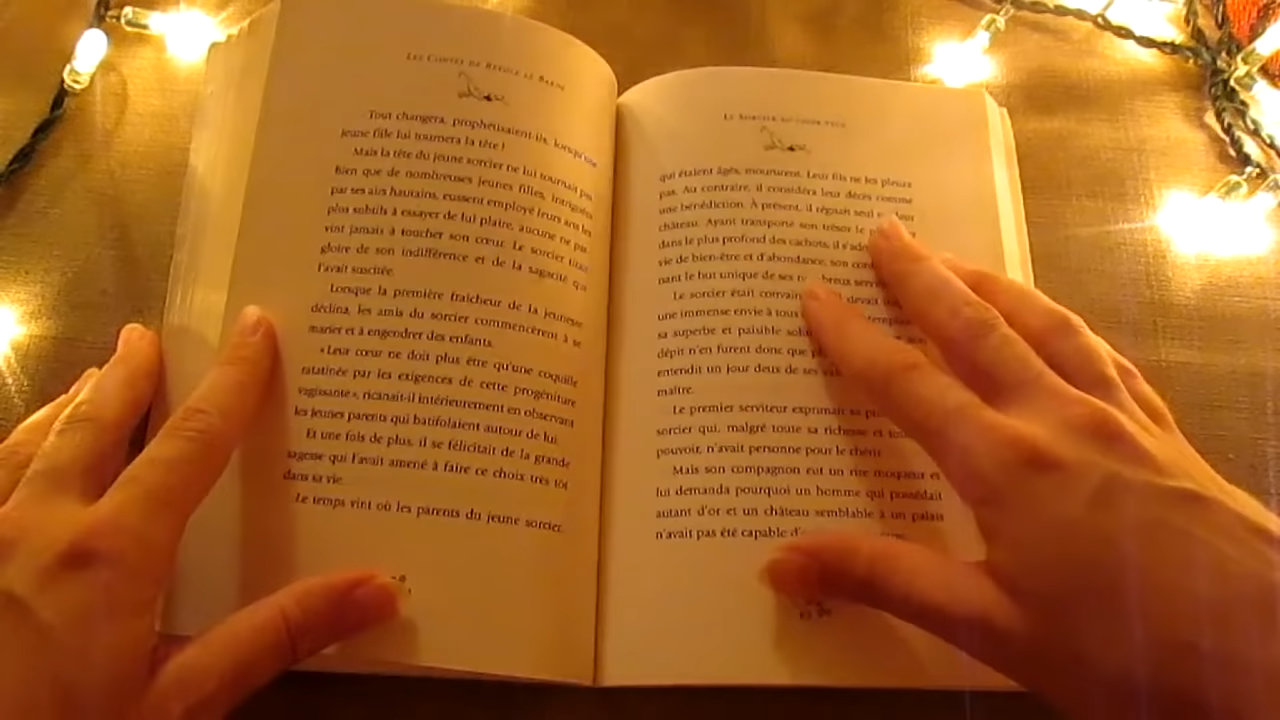 LES CONTES DE BEEDLE LE BARDE
Tout changera, prophétisaient-ils, lorsqu'une
jeune fille lui tournera la tête !
Mais la tête du jeune sorcier ne lui tournait pas
Bien que de nombreuses jeunes filles, intriguées
par ses airs hautains, eussent employé leurs arts les
plus subtils à essayer de lui plaire, aucune ne par-
vint jamais à toucher son cœur. Le sorcier tirait
gloire de son indifférence et de la sagacité qui
l'avait suscitée.
Lorsque la première fraîcheur de la jeunesse
déclina, les amis du sorcier commencèrent à se
marier et à engendrer des enfants.
« Leur cœur ne doit plus être qu'une coquille
ratatinée par les exigences de cette progéniture
vagissante », ricanait-il intérieurement en observant
les jeunes parents qui batifolaient autour de lui.
Et une fois de plus, il se félicitait de la grande
sagesse qui l'avait amené à faire ce choix très tôt
dans sa vie.
Le temps vint où les parents du jeune sorcier,
LE SORCIER AU CŒUR VELU
qui étaient âgés, moururent. Leur fils ne les pleura
pas. Au contraire, il considéra leur décès comme
une bénédiction. À présent, il régnait seul
château. Ayant transporté son trésor le
dans le plus profond des cachots, il s'
vie de bien-être et d'abondance, son
nant le but unique de ses
Le sorcier était convain devait
une immense envie à tous
sa superbe et paisible
dépit n'en furent donc que
entendit un jour deux de ses
maître.
Le premier serviteur exprimait sa
sorcier qui, malgré toute sa richesse et
pouvoir, n'avait personne pour le chérir.
Mais son compagnon eut un rire moqueur et
lui demanda pourquoi un homme qui possédait
autant d'or et un château semblable à un palais
n'avait pas été capable